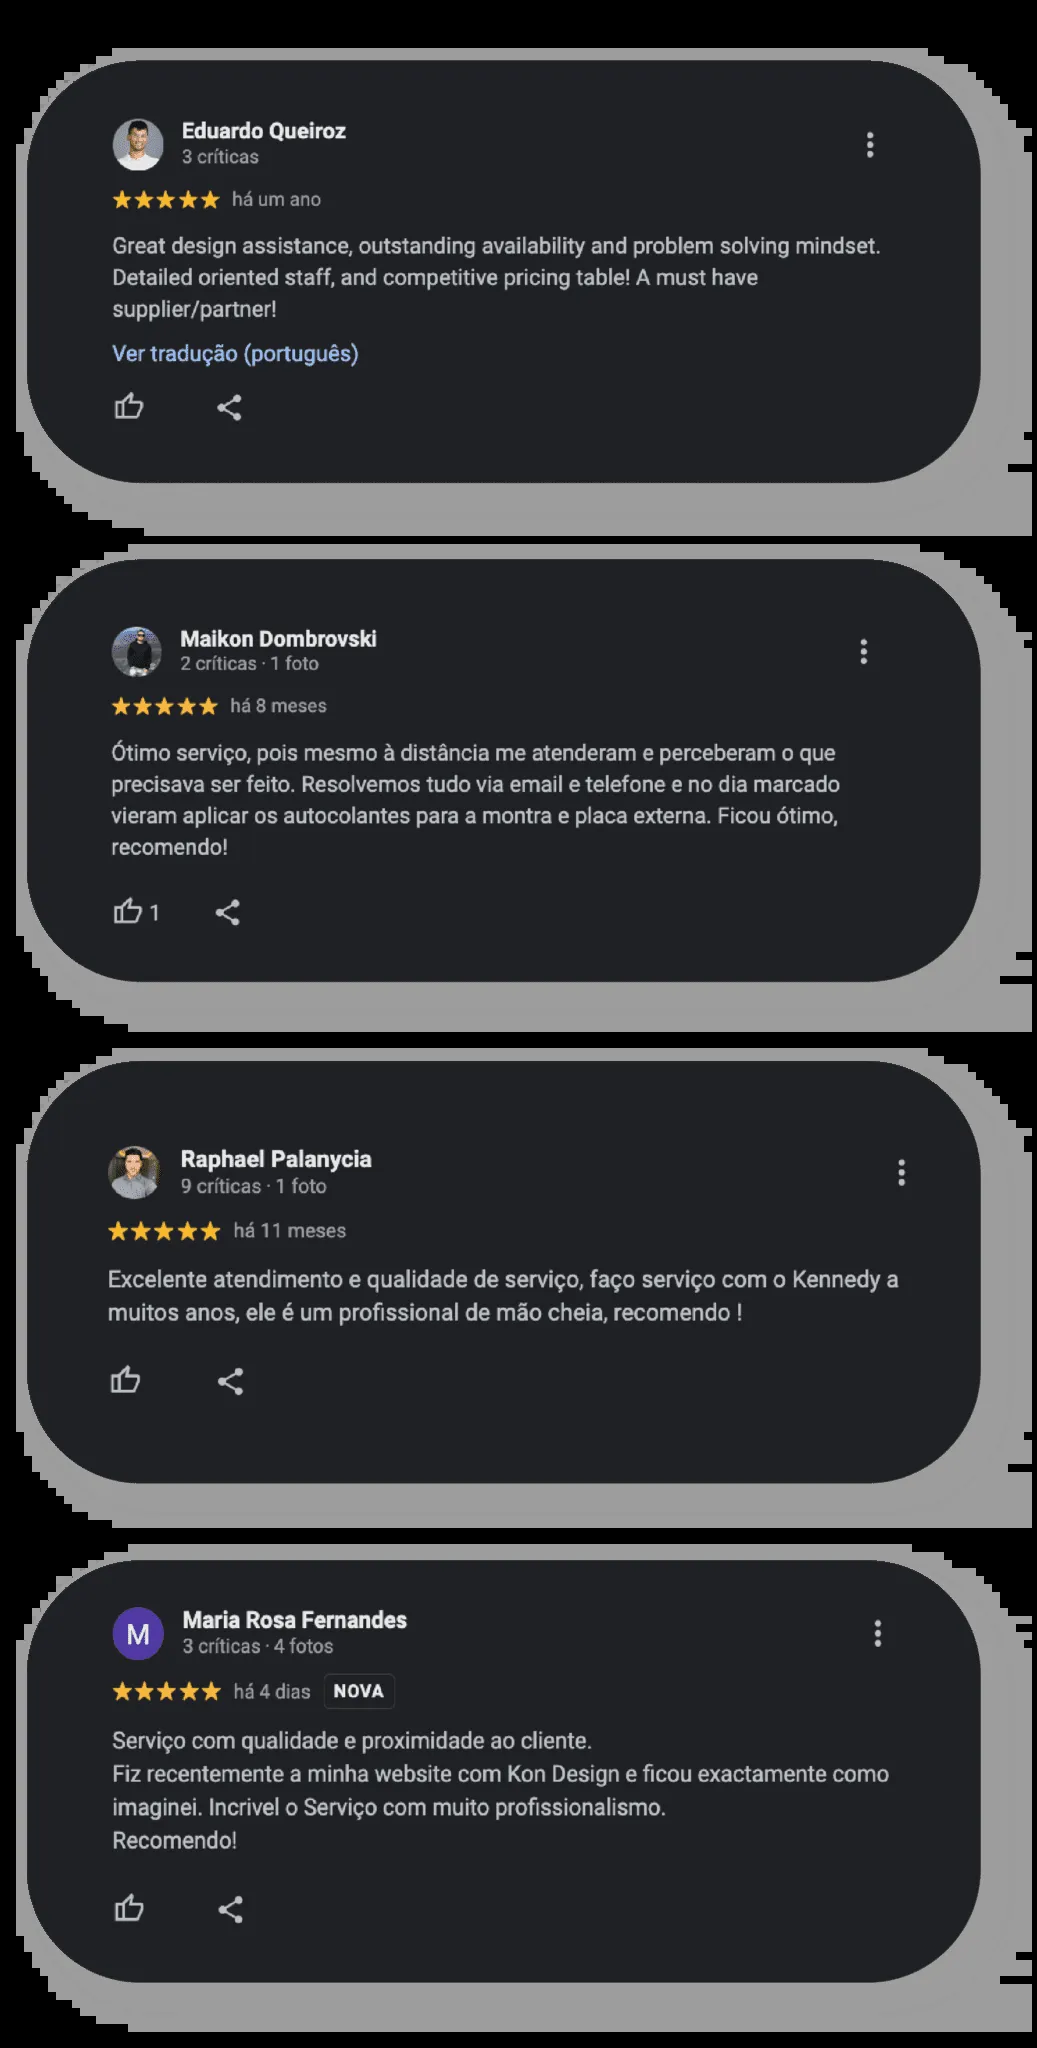 Eduardo Queiroz
3 críticas
há um ano
Great design assistance, outstanding availability and problem solving mindset.
Detailed oriented staff, and competitive pricing table! A must have
supplier/partner!
Ver tradução (português)
Maikon Dombrovski
2 críticas · 1 foto
há 8 meses
Ótimo serviço, pois mesmo à distância me atenderam e perceberam o que
precisava ser feito. Resolvemos tudo via email e telefone e no dia marcado
vieram aplicar os autocolantes para a montra e placa externa. Ficou ótimo,
recomendo!
1
Raphael Palanycia
9 críticas · 1 foto
há 11 meses
Excelente atendimento e qualidade de serviço, faço serviço com o Kennedy a
muitos anos, ele é um profissional de mão cheia, recomendo !
M
Maria Rosa Fernandes
3 críticas · 4 fotos
há 4 dias NOVA
Serviço com qualidade e proximidade ao cliente.
Fiz recentemente a minha website com Kon Design e ficou exactamente como
imaginei. Incrivel o Serviço com muito profissionalismo.
Recomendo!